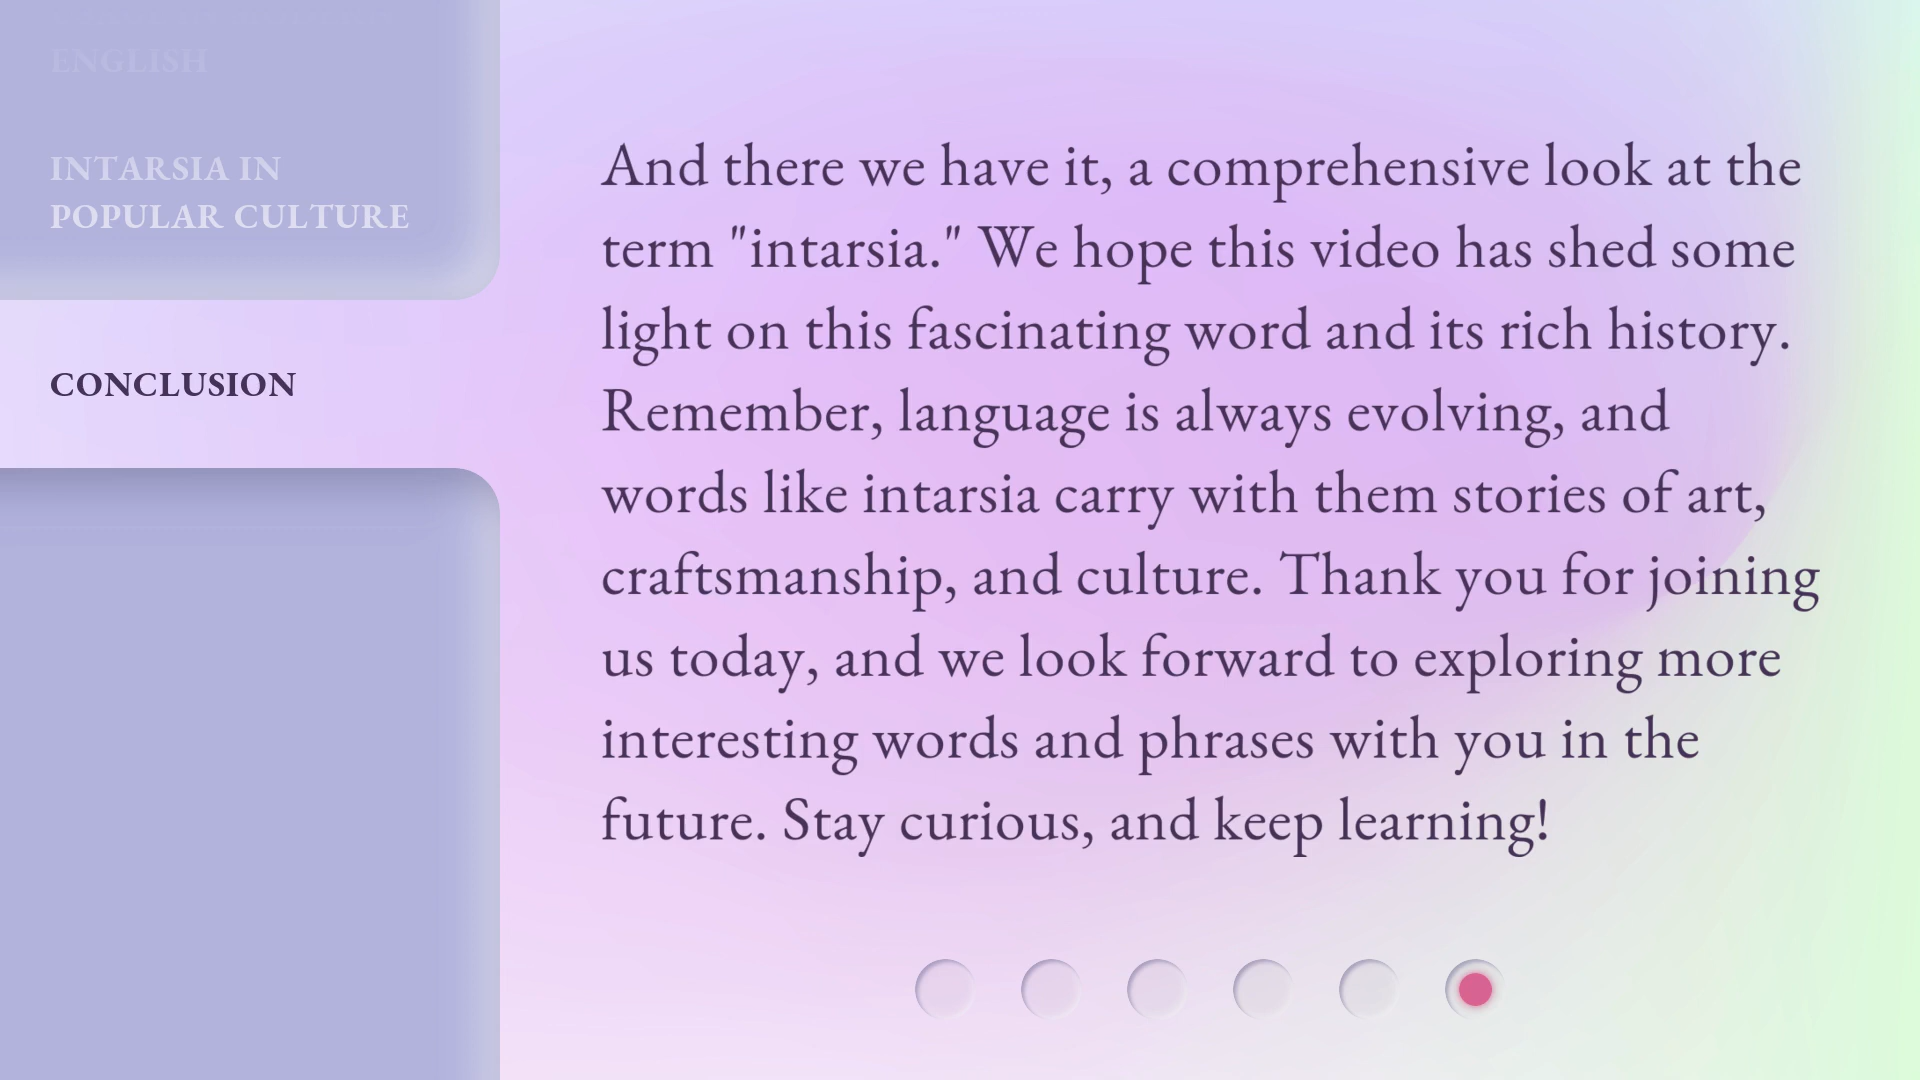 ENGLISH
INTARSIA IN
POPULAR CULTURE
CONCLUSION
And there we have it, a comprehensive look at the
term "intarsia." We hope this video has shed some
light on this fascinating word and its rich history.
Remember, language is always evolving, and
words like intarsia carry with them stories of art,
craftsmanship, and culture. Thank you for joining
us today, and we look forward to exploring more
interesting words and phrases with you in the
future. Stay curious, and keep learning!